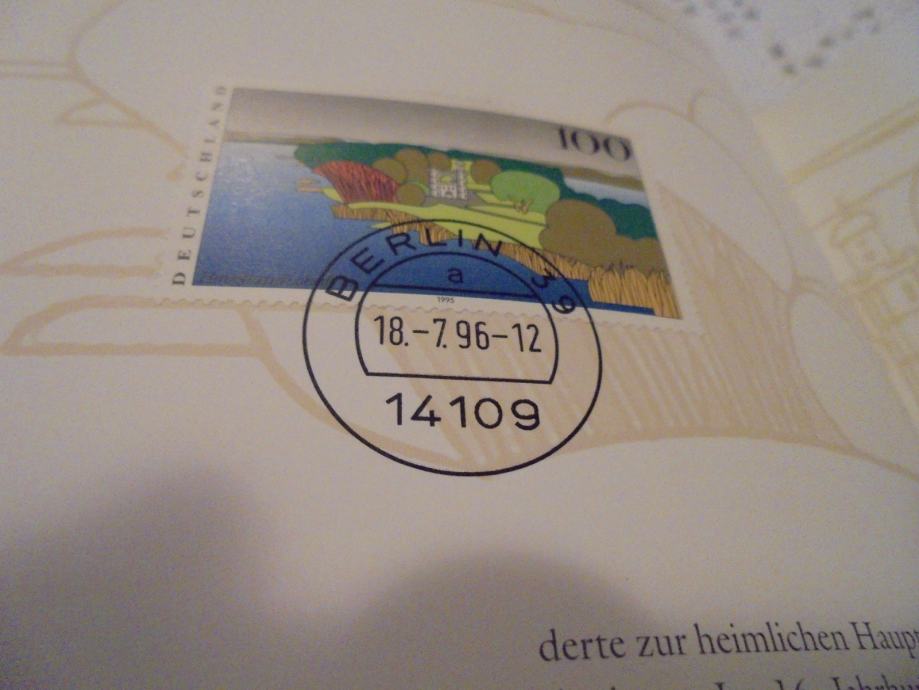 DEUTSCHLAND
100
BERLIN 39
a
1995
18.-7.96-12
14109
derte zur heimlichen Haupt